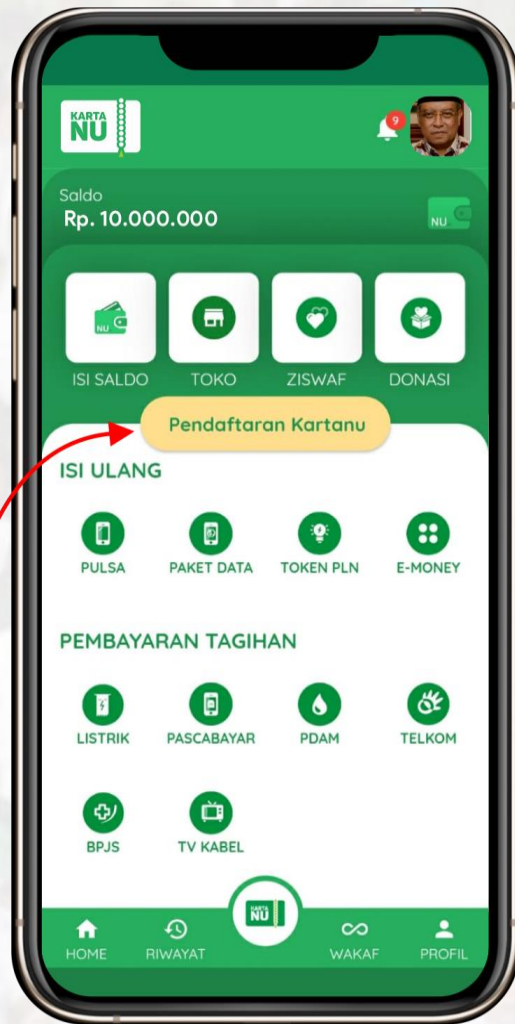 KARTA
NU
9
Saldo
Rp. 10.000.000
NU
NU
ISI SALDO TOKO ZISWAF DONASI
Pendaftaran Kartanu
ISI ULANG
PULSA PAKET DATA TOKEN PLN E-MONEY
PEMBAYARAN TAGIHAN
LISTRIK PASCABAYAR PDAM TELKOM
BPJS TV KABEL
KARTA
NU
HOME RIWAYAT WAKAF PROFIL